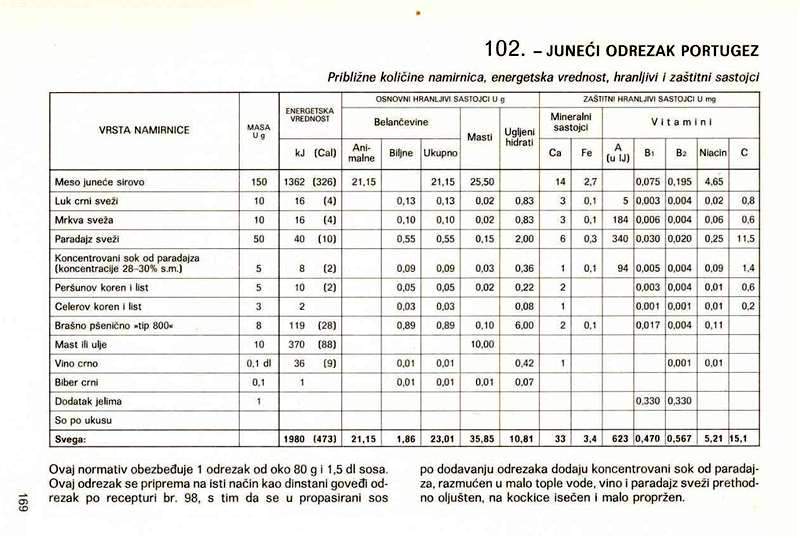 102. – JUNEĆI ODREZAK PORTUGEZ
Približne količine namirnica, energetska vrednost, hranljivi i zaštitni sastojci
VRSTA NAMIRNICE MASA U g ENERGETSKA VREDNOST OSNOVNI HRANLJIVI SASTOJCI U g ZAŠTITNI HRANLJIVI SASTOJCI U mg
Belančevine Masti Ugljeni hidrati Mineralni sastojci Vitamini
kJ (Cal) Ani-malne Biljne Ukupno Ca Fe A (u IJ) B1 B2 Niacin C
Meso juneće sirovo 150 1362 (326) 21,15 21,15 25,50 14 2,7 0,075 0,195 4,65
Luk crni sveži 10 16 (4) 0,13 0,13 0,02 0,83 3 0,1 5 0,003 0,004 0,02 0,8
Mrkva sveža 10 16 (4) 0,10 0,10 0,02 0,83 3 0,1 184 0,006 0,004 0,06 0,6
Paradajz sveži 50 40 (10) 0,55 0,55 0,15 2,00 6 0,3 340 0,030 0,020 0,25 11,5
Koncentrovani sok od paradajza
(koncentracije 28-30% s.m.) 5 8 (2) 0,09 0,09 0,03 0,36 1 0,1 94 0,005 0,004 0,09 1,4
Peršunov koren i list 5 10 (2) 0,05 0,05 0,02 0,22 2 0,003 0,004 0,01 0,6
Celerov koren i list 3 2 0,03 0,03 0,08 1 0,001 0,001 0,01 0,2
Brašno pšenično »tip 800« 8 119 (28) 0,89 0,89 0,10 6,00 2 0,1 0,017 0,004 0,11
Mast ili ulje 10 370 (88) 10,00
Vino crno 0,1 dl 36 (9) 0,01 0,01 0,42 1 0,001 0,01
Biber crni 0,1 1 0,01 0,01 0,01 0,07
Dodatak jelima 1 0,330 0,330
So po ukusu
Svega: 1980 (473) 21,15 1,86 23,01 35,85 10,81 33 3,4 623 0,470 0,567 5,21 15,1
Ovaj normativ obezbeđuje 1 odrezak od oko 80 g i 1,5 dl sosa.
Ovaj odrezak se priprema na isti način kao dinstani goveđi od-
rezak po recepturi br. 98, s tim da se u propasirani sos
po dodavanju odrezaka dodaju koncentrovani sok od paradaj-
za, razmućen u malo tople vode, vino i paradajz sveži prethod-
no oljušten, na kockice isečen i malo propržen.
169